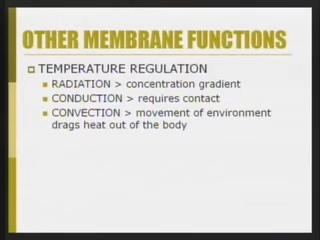 OTHER MEMBRANE FUNCTIONS
TEMPERATURE REGULATION
RADIATION > concentration gradient
CONDUCTION > requires contact
CONVECTION > movement of environment
drags heat out of the body